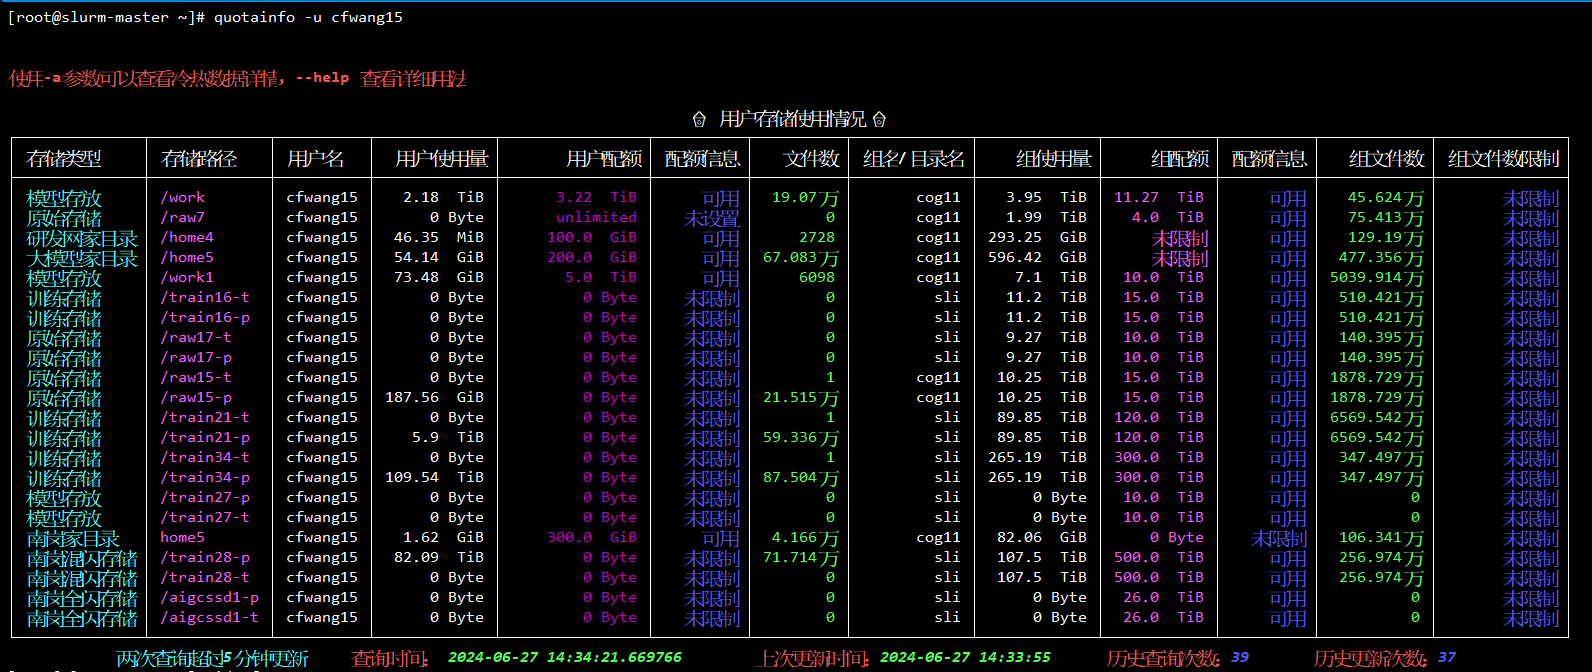 [root@slurm-master ~]# quotainfo -u cfwang15
使用-a参数可以查看冷热数据详情, --help 查看详细用法
用户存储使用情况
存储类型 存储路径 用户名 用户使用量 用户配额 配额信息 文件数 组名/目录名 组使用量 组配额 配额信息 组文件数 组文件数限制
模型存放 /work cfwang15 2.18 TiB 3.22 TiB 可用 19.07万 cog11 3.95 TiB 11.27 TiB 可用 45.624万 未限制
原始存储 /raw7 cfwang15 0 Byte unlimited 未设置 0 cog11 1.99 TiB 4.0 TiB 可用 75.413万 未限制
研发网家目录 /home4 cfwang15 46.35 MiB 100.0 GiB 可用 2728 cog11 293.25 GiB 未限制 可用 129.19万 未限制
大模型家目录 /home5 cfwang15 54.14 GiB 200.0 GiB 可用 67.083万 cog11 596.42 GiB 未限制 可用 477.356万 未限制
模型存放 /work1 cfwang15 73.48 GiB 5.0 TiB 可用 6098 cog11 7.1 TiB 10.0 TiB 可用 5039.914万 未限制
训练存储 /train16-t cfwang15 0 Byte 0 Byte 未限制 0 sli 11.2 TiB 15.0 TiB 可用 510.421万 未限制
训练存储 /train16-p cfwang15 0 Byte 0 Byte 未限制 0 sli 11.2 TiB 15.0 TiB 可用 510.421万 未限制
原始存储 /raw17-t cfwang15 0 Byte 0 Byte 未限制 0 sli 9.27 TiB 10.0 TiB 可用 140.395万 未限制
原始存储 /raw17-p cfwang15 0 Byte 0 Byte 未限制 0 sli 9.27 TiB 10.0 TiB 可用 140.395万 未限制
原始存储 /raw15-t cfwang15 0 Byte 0 Byte 未限制 1 cog11 10.25 TiB 15.0 TiB 可用 1878.729万 未限制
原始存储 /raw15-p cfwang15 187.56 GiB 0 Byte 未限制 21.515万 cog11 10.25 TiB 15.0 TiB 可用 1878.729万 未限制
训练存储 /train21-t cfwang15 0 Byte 0 Byte 未限制 1 sli 89.85 TiB 120.0 TiB 可用 6569.542万 未限制
训练存储 /train21-p cfwang15 5.9 TiB 0 Byte 未限制 59.336万 sli 89.85 TiB 120.0 TiB 可用 6569.542万 未限制
训练存储 /train34-t cfwang15 0 Byte 0 Byte 未限制 1 sli 265.19 TiB 300.0 TiB 可用 347.497万 未限制
训练存储 /train34-p cfwang15 109.54 TiB 0 Byte 未限制 87.504万 sli 265.19 TiB 300.0 TiB 可用 347.497万 未限制
模型存放 /train27-p cfwang15 0 Byte 0 Byte 未限制 0 sli 0 Byte 10.0 TiB 可用 0 未限制
模型存放 /train27-t cfwang15 0 Byte 0 Byte 未限制 0 sli 0 Byte 10.0 TiB 可用 0 未限制
南岗家目录 home5 cfwang15 1.62 GiB 300.0 GiB 可用 4.166万 cog11 82.06 GiB 0 Byte 未限制 106.341万 未限制
南岗混闪存储 /train28-p cfwang15 82.09 TiB 0 Byte 未限制 71.714万 sli 107.5 TiB 500.0 TiB 可用 256.974万 未限制
南岗混闪存储 /train28-t cfwang15 0 Byte 0 Byte 未限制 0 sli 107.5 TiB 500.0 TiB 可用 256.974万 未限制
南岗全闪存储 /aigcssd1-p cfwang15 0 Byte 0 Byte 未限制 0 sli 0 Byte 26.0 TiB 可用 0 未限制
南岗全闪存储 /aigcssd1-t cfwang15 0 Byte 0 Byte 未限制 0 sli 0 Byte 26.0 TiB 可用 0 未限制
两次查询超过5分钟更新 查询时间: 2024-06-27 14:34:21.669766 上次更新时间: 2024-06-27 14:33:55 历史查询次数: 39 历史更新次数: 37